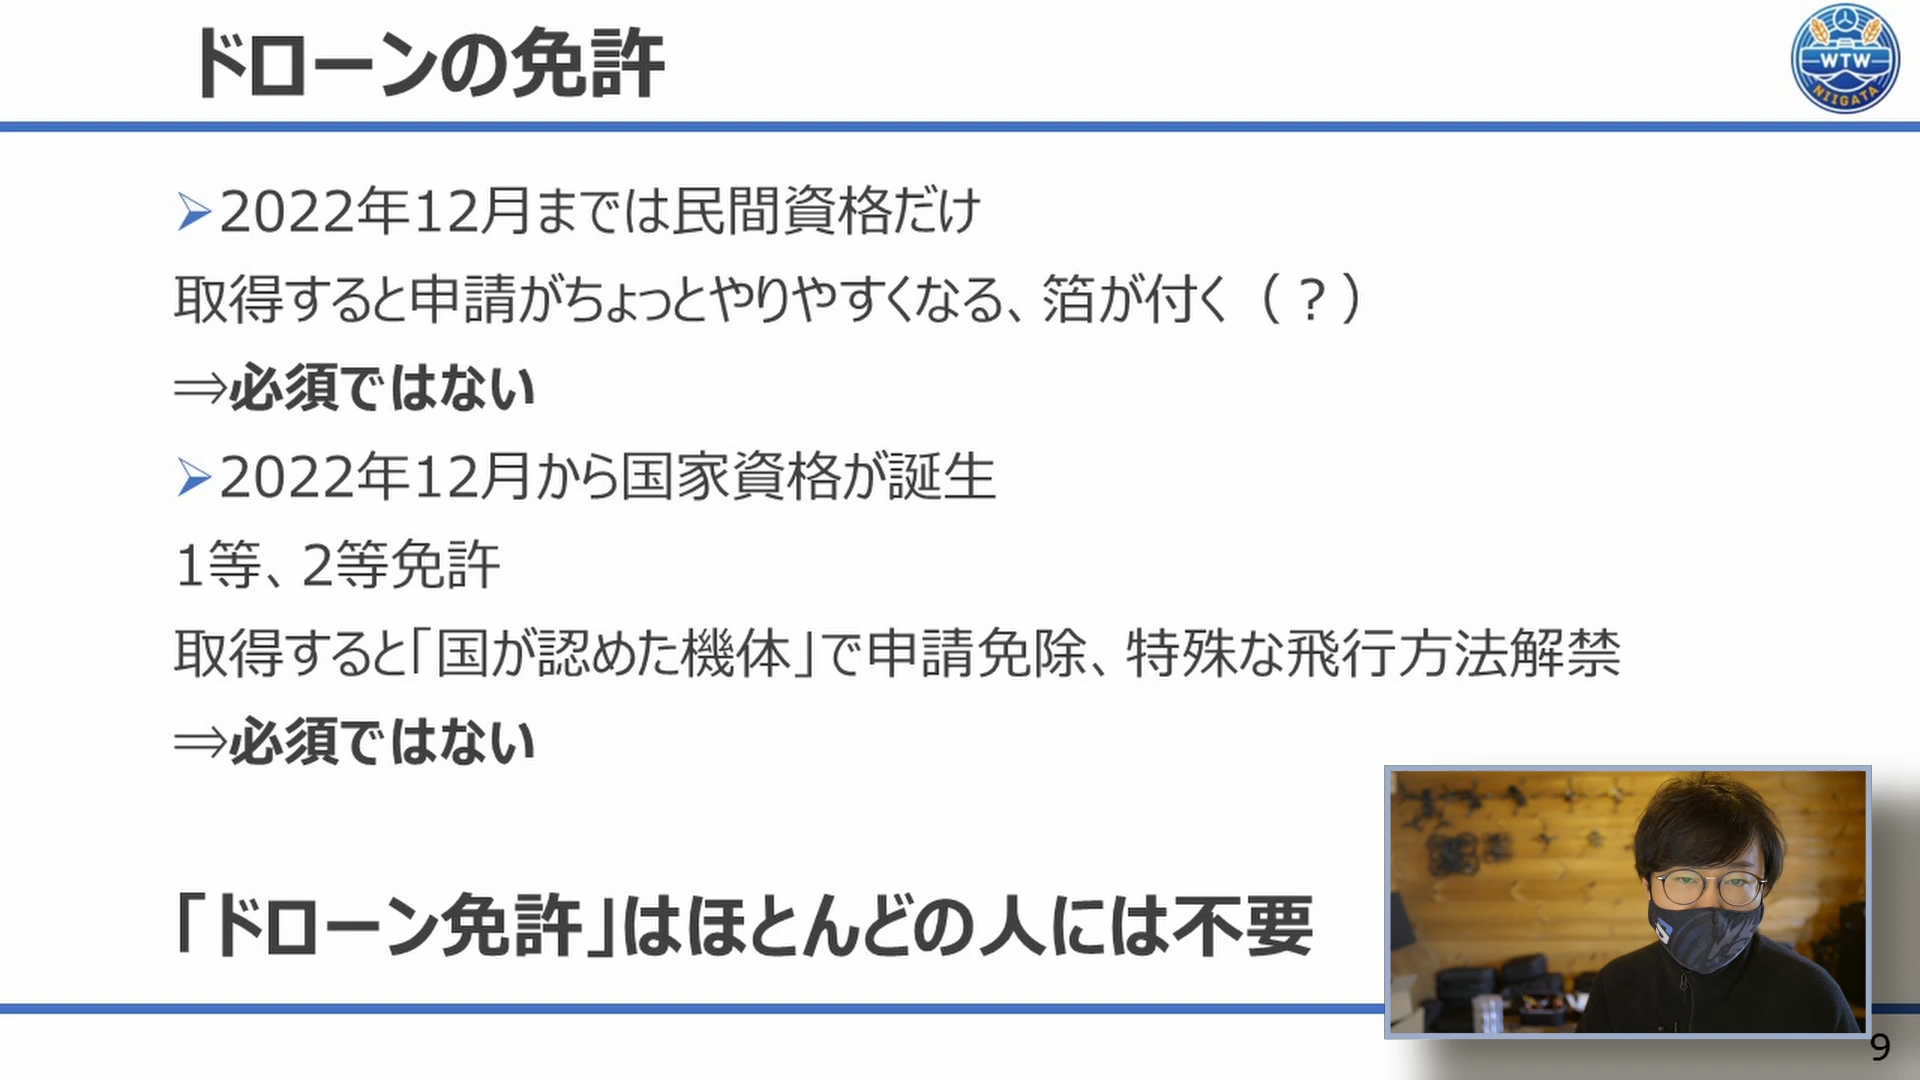 ドローンの免許
WTW
NIIGATA
➢2022年12月までは民間資格だけ
取得すると申請がちょっとやりやすくなる、箔が付く（？）
⇒必須ではない
➢2022年12月から国家資格が誕生
1等、2等免許
取得すると「国が認めた機体」で申請免除、特殊な飛行方法解禁
⇒必須ではない
「ドローン免許」はほとんどの人には不要
9